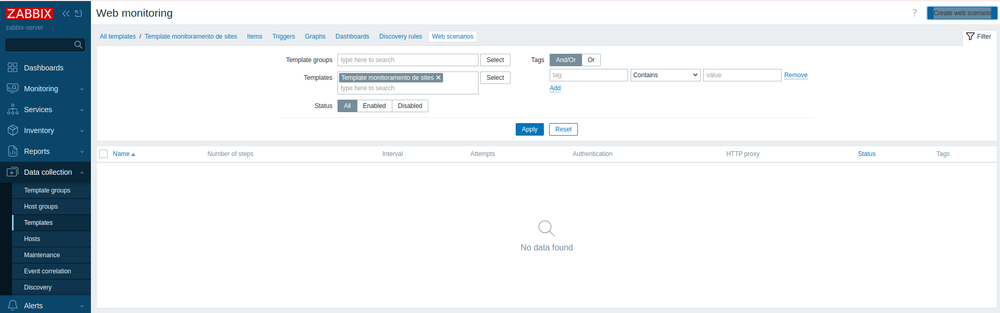 ZABBIX
zabbix-server
Dashboards
Monitoring
Services
Inventory
Reports
Data collection
Template groups
Host groups
Templates
Hosts
Maintenance
Event correlation
Discovery
Alerts
Web monitoring
? Create web scenario
All templates / Template monitoramento de sites Items Triggers Graphs Dashboards Discovery rules Web scenarios
Filter
Template groups type here to search Select
Templates Template monitoramento de sites Select
type here to search
Status All Enabled Disabled
Tags And/Or Or
tag Contains value Remove
Add
Apply Reset
Name Number of steps Interval Attempts Authentication HTTP proxy Status Tags
No data found